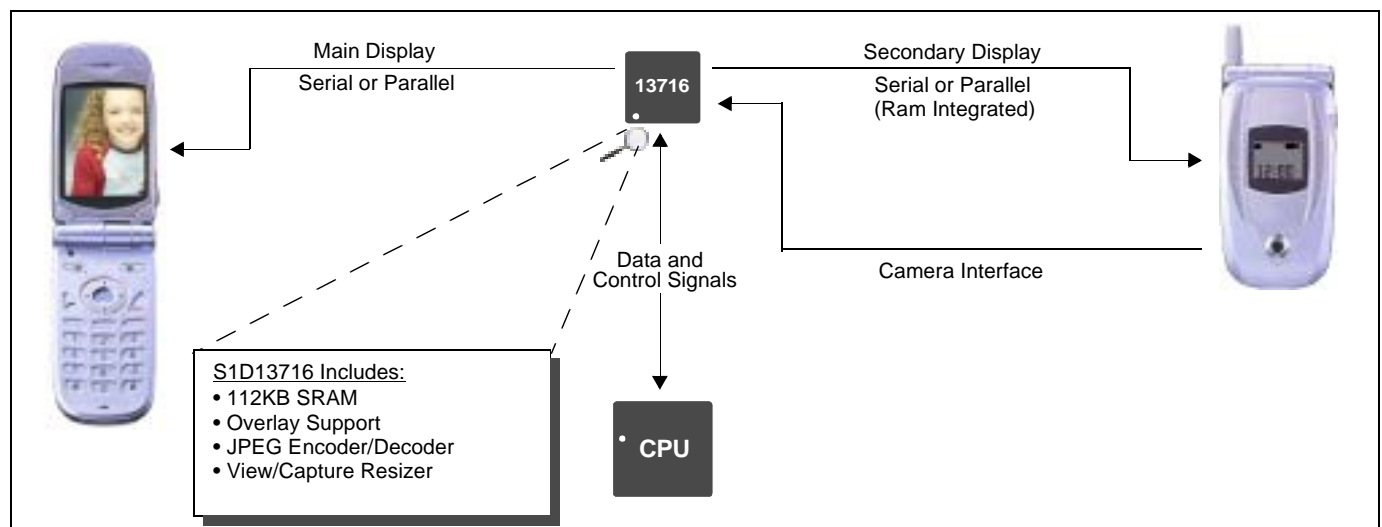 Main Display
Serial or Parallel
13716
Secondary Display
Serial or Parallel
(Ram Integrated)
Data and
Control Signals
Camera Interface
S1D13716 Includes:
• 112KB SRAM
• Overlay Support
• JPEG Encoder/Decoder
• View/Capture Resizer
CPU